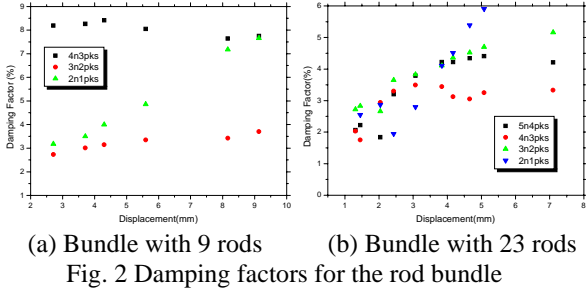 9
8
7
6
5
4
3
2
1
Damping Factor(%)
4n3pks
3n2pks
2n1pks
2 3 4 5 6 7 8 9 10
Displacement(mm)
6
5
4
3
2
1
0
Damping Factor(%)
5n4pks
4n3pks
3n2pks
2n1pks
0 1 2 3 4 5 6 7 8
Displacement(mm)
(a) Bundle with 9 rods (b) Bundle with 23 rods
Fig. 2 Damping factors for the rod bundle